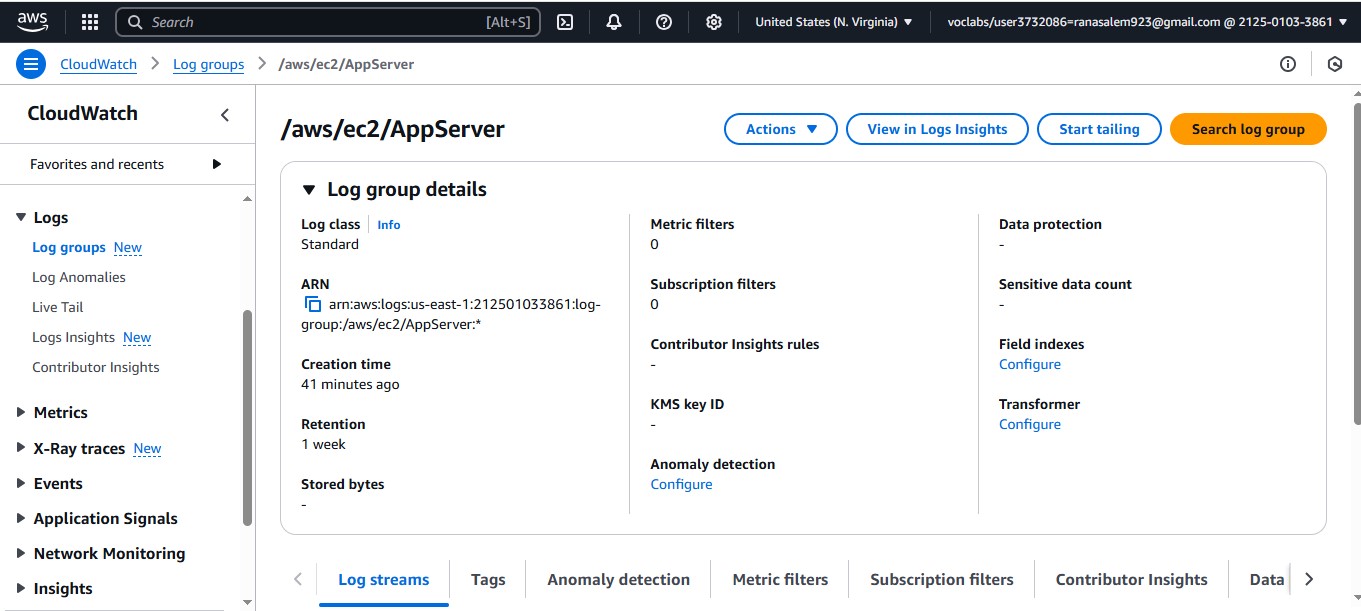 aws
Search [Alt+S]
United States (N. Virginia) ▼
voclabs/user3732086=ranasalem923@gmail.com @ 2125-0103-3861 ▼
CloudWatch > Log groups > /aws/ec2/AppServer
CloudWatch
Favorites and recents
Logs
Log groups New
Log Anomalies
Live Tail
Logs Insights New
Contributor Insights
Metrics
X-Ray traces New
Events
Application Signals
Network Monitoring
Insights
/aws/ec2/AppServer
Actions ▼
View in Logs Insights
Start tailing
Search log group
Log group details
Log class Info
Standard
ARN
arn:aws:logs:us-east-1:212501033861:log-
group:/aws/ec2/AppServer:*
Creation time
41 minutes ago
Retention
1 week
Stored bytes
-
Metric filters
0
Subscription filters
0
Contributor Insights rules
-
KMS key ID
-
Anomaly detection
Configure
Data protection
-
Sensitive data count
-
Field indexes
Configure
Transformer
Configure
Log streams
Tags
Anomaly detection
Metric filters
Subscription filters
Contributor Insights
Data